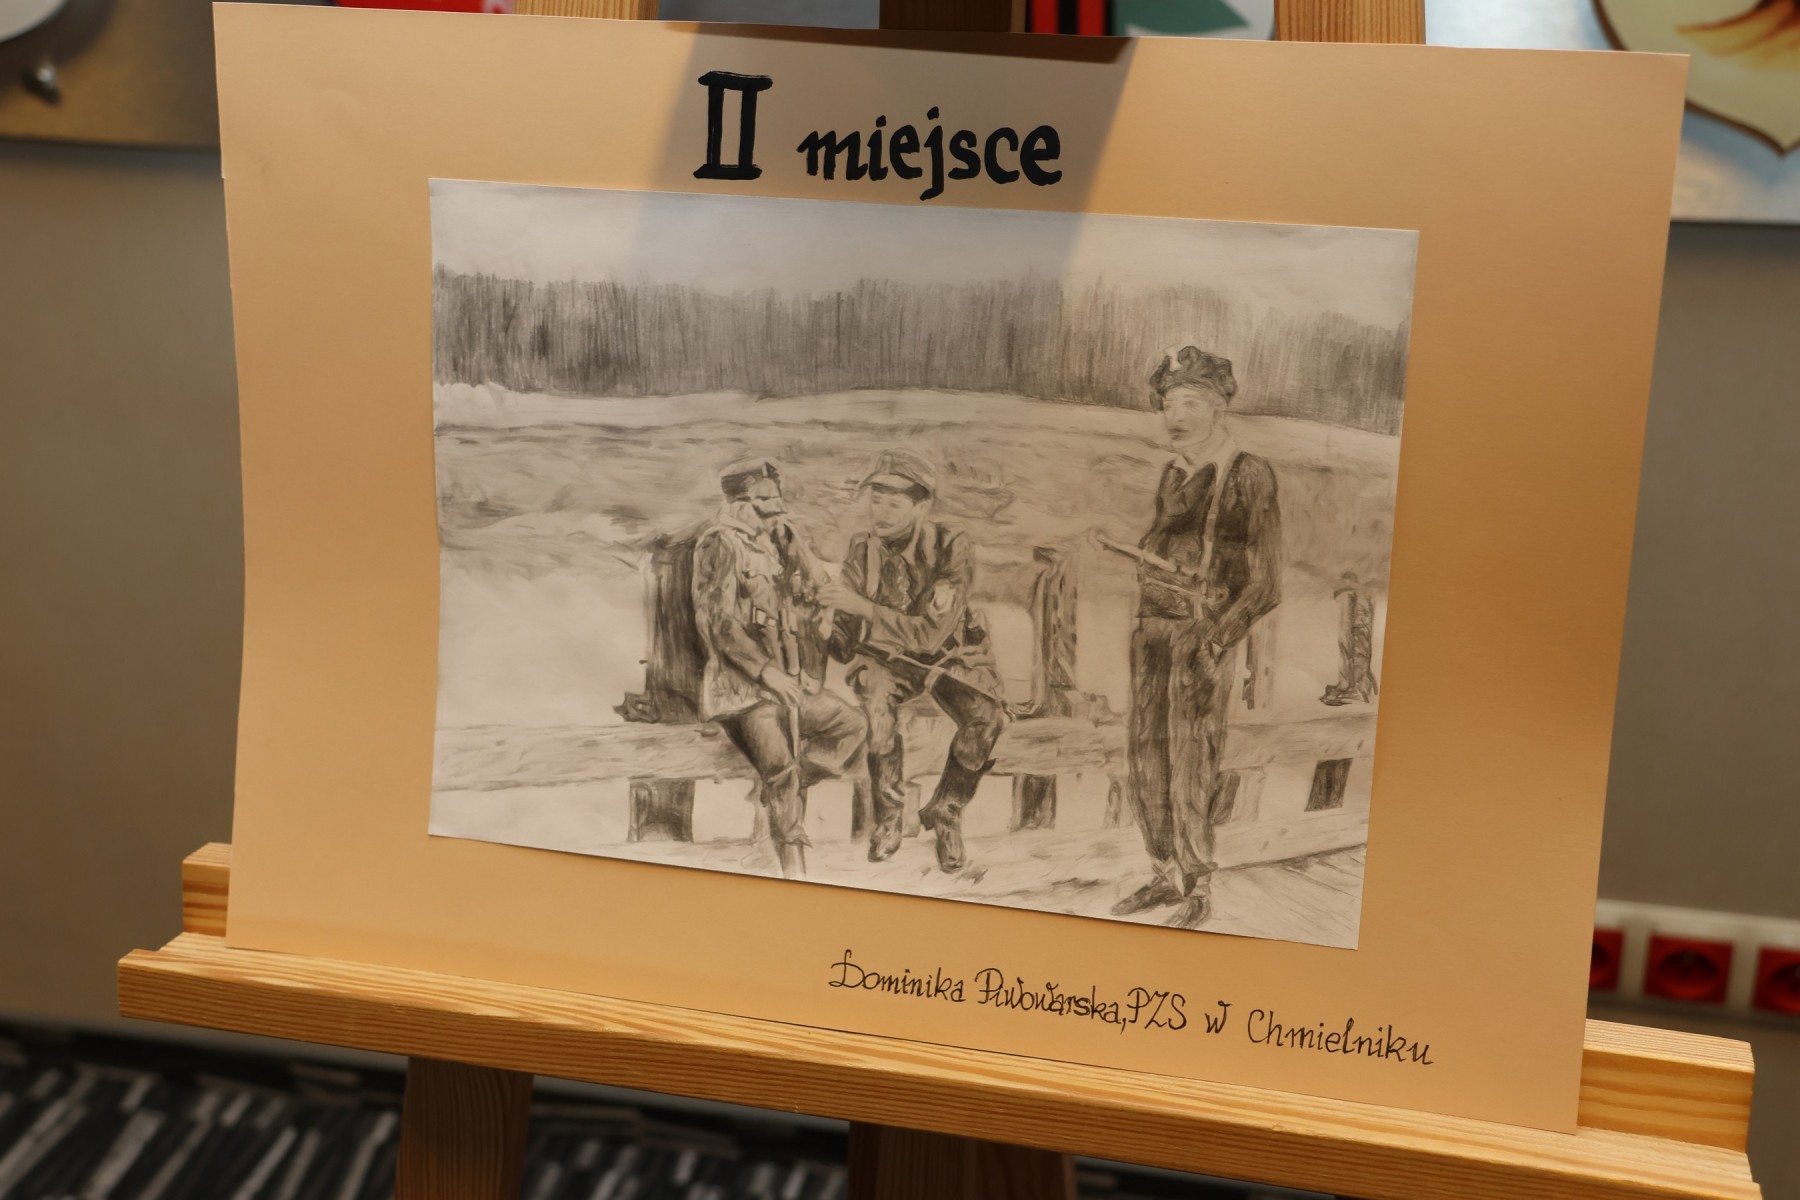 II miejsce
Dominika Piwowarska, PZS w Chmielniku